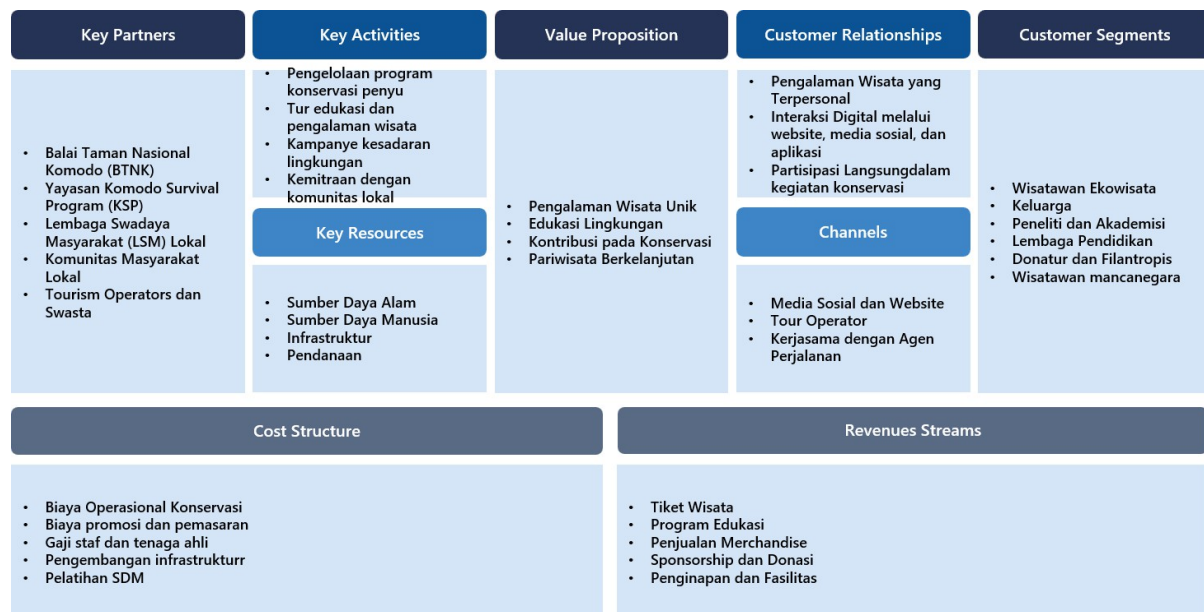 Key Partners
• Balai Taman Nasional
Komodo (BTNK)
• Yayasan Komodo Survival
Program (KSP)
• Lembaga Swadaya
Masyarakat (LSM) Lokal
• Komunitas Masyarakat
Lokal
• Tourism Operators dan
Swasta
Key Activities
• Pengelolaan program
konservasi penyu
• Tur edukasi dan
pengalaman wisata
• Kampanye kesadaran
lingkungan
• Kemitraan dengan
komunitas lokal
Key Resources
• Sumber Daya Alam
• Sumber Daya Manusia
• Infrastruktur
• Pendanaan
Value Proposition
• Pengalaman Wisata Unik
• Edukasi Lingkungan
• Kontribusi pada Konservasi
• Pariwisata Berkelanjutan
Customer Relationships
• Pengalaman Wisata yang
Terpersonal
• Interaksi Digital melalui
website, media sosial, dan
aplikasi
• Partisipasi Langsungdalam
kegiatan konservasi
Channels
• Media Sosial dan Website
• Tour Operator
• Kerjasama dengan Agen
Perjalanan
Customer Segments
• Wisatawan Ekowisata
• Keluarga
• Peneliti dan Akademisi
• Lembaga Pendidikan
• Donatur dan Filantropis
• Wisatawan mancanegara
Cost Structure
• Biaya Operasional Konservasi
• Biaya promosi dan pemasaran
• Gaji staf dan tenaga ahli
• Pengembangan infrastrukturr
• Pelatihan SDM
Revenues Streams
• Tiket Wisata
• Program Edukasi
• Penjualan Merchandise
• Sponsorship dan Donasi
• Penginapan dan Fasilitas